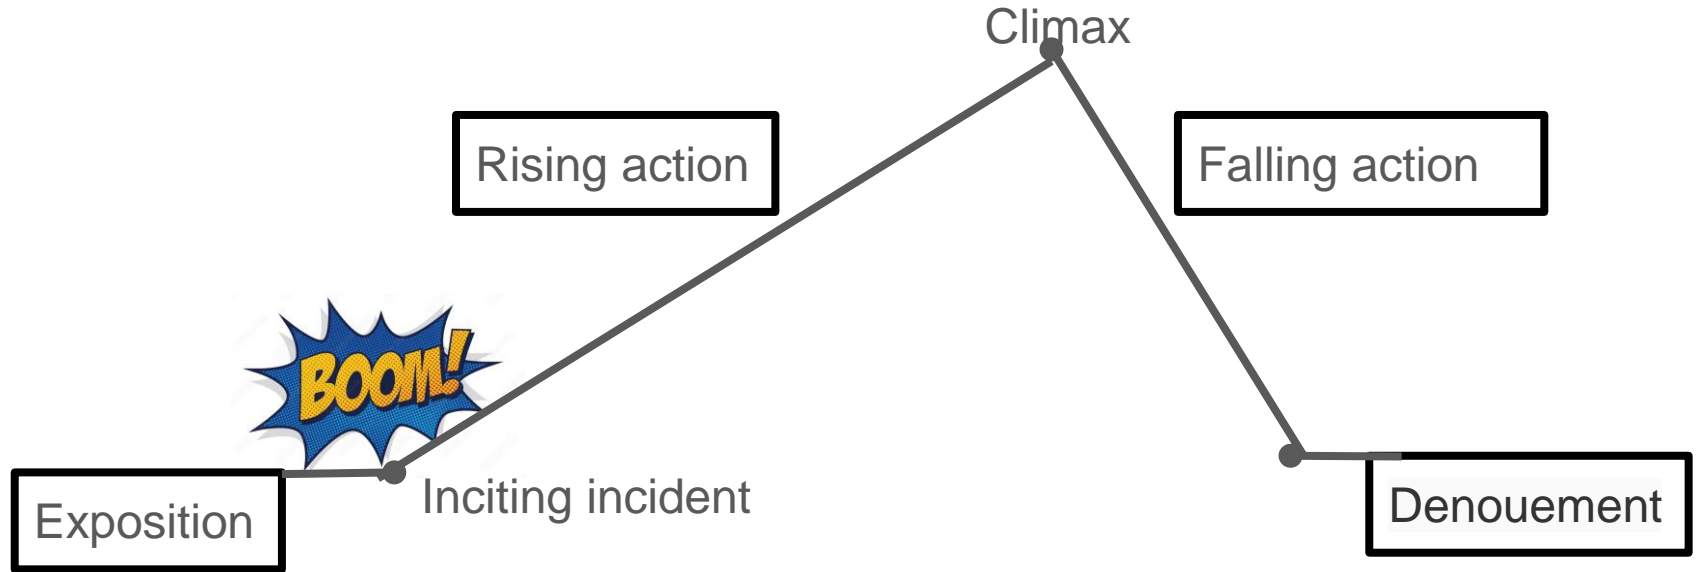 Climax
Rising action
Falling action
BOOM!
Inciting incident
Exposition
Denouement